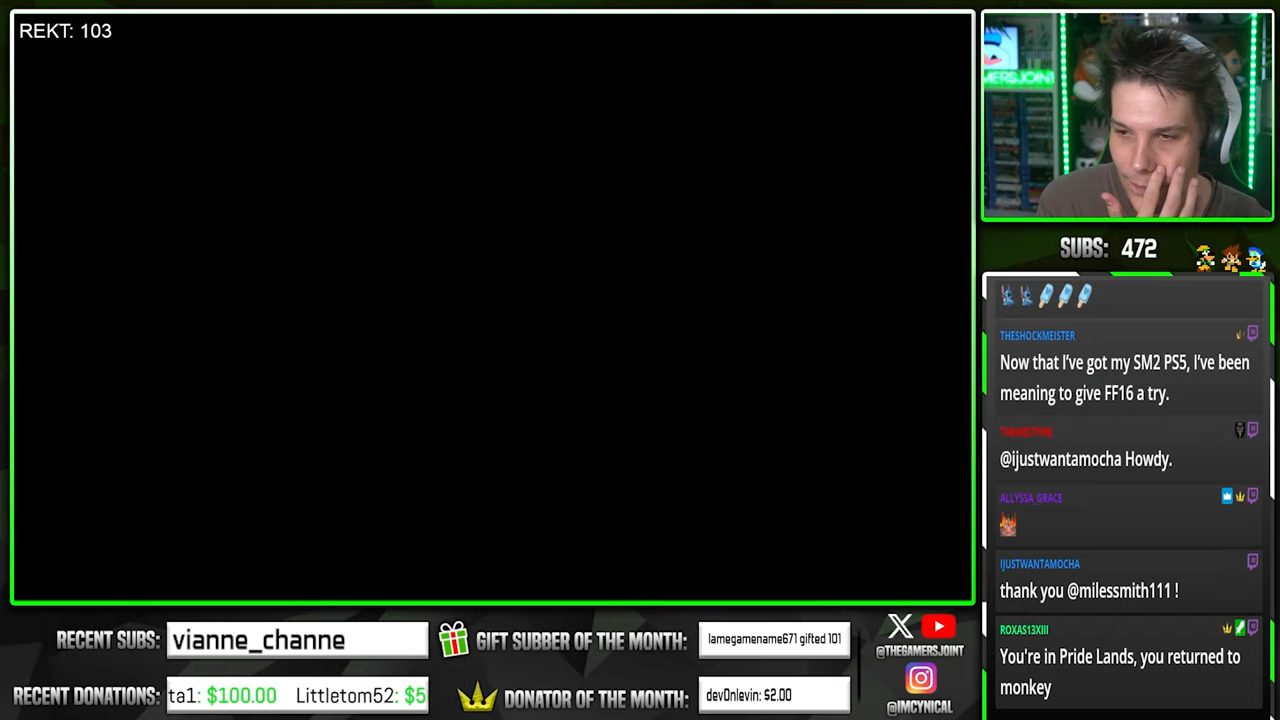 REKT: 103
ERSJOINT
SUBS: 472
THESHOCKMEISTER
Now that I've got my SM2 PS5, I've been
meaning to give FF16 a try.
@ijustwantamocha Howdy.
ALLYSSA_GRACE
IJUSTWANTAMOCHA
thank you @milessmith111 !
ROXAS13XIII
You're in Pride Lands, you returned to
monkey
RECENT SUBS: vianne_channe
GIFT SUBBER OF THE MONTH: lamegamename671 gifted 101
@THEGAMERSJOINT
RECENT DONATIONS: ta1: $100.00 Littletom52: $5
DONATOR OF THE MONTH: dev0nlevin: $2.00
@IMCYNICAL